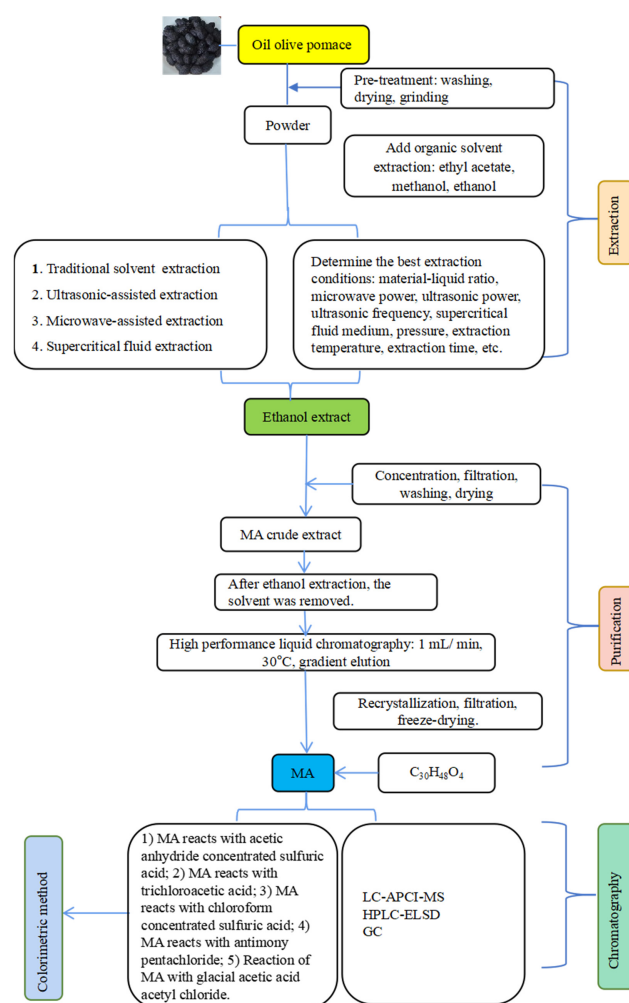 Oil olive pomace
Pre-treatment: washing,
drying, grinding
Powder
Add organic solvent
extraction: ethyl acetate,
methanol, ethanol
Extraction
1. Traditional solvent extraction
2. Ultrasonic-assisted extraction
3. Microwave-assisted extraction
4. Supercritical fluid extraction
Determine the best extraction
conditions: material-liquid ratio,
microwave power, ultrasonic power,
ultrasonic frequency, supercritical
fluid medium, pressure, extraction
temperature, extraction time, etc.
Ethanol extract
Concentration, filtration,
washing, drying
MA crude extract
After ethanol extraction, the
solvent was removed.
High performance liquid chromatography: 1 mL/ min,
30°C, gradient elution
Purification
Recrystallization, filtration,
freeze-drying.
MA
C₃₀H₄₈O₄
Colorimetric method
1) MA reacts with acetic
anhydride concentrated sulfuric
acid; 2) MA reacts with
trichloroacetic acid; 3) MA
reacts with chloroform
concentrated sulfuric acid; 4)
MA reacts with antimony
pentachloride; 5) Reaction of
MA with glacial acetic acid
acetyl chloride.
LC-APCI-MS
HPLC-ELSD
GC
Chromatography